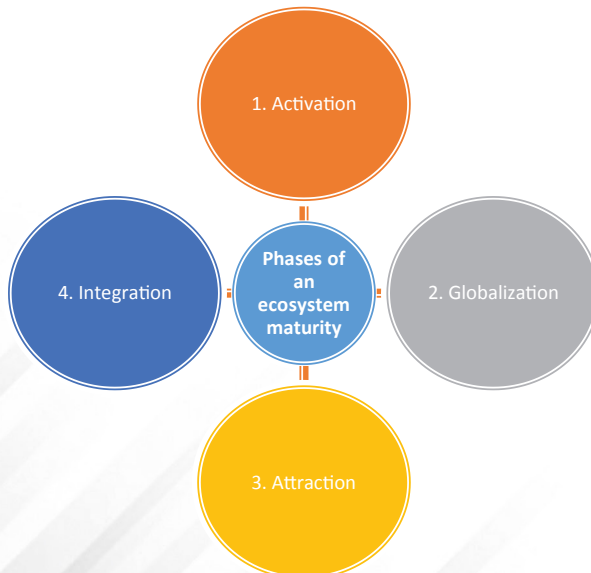 1. Activation
Phases of
an
ecosystem
maturity
4. Integration
2. Globalization
3. Attraction